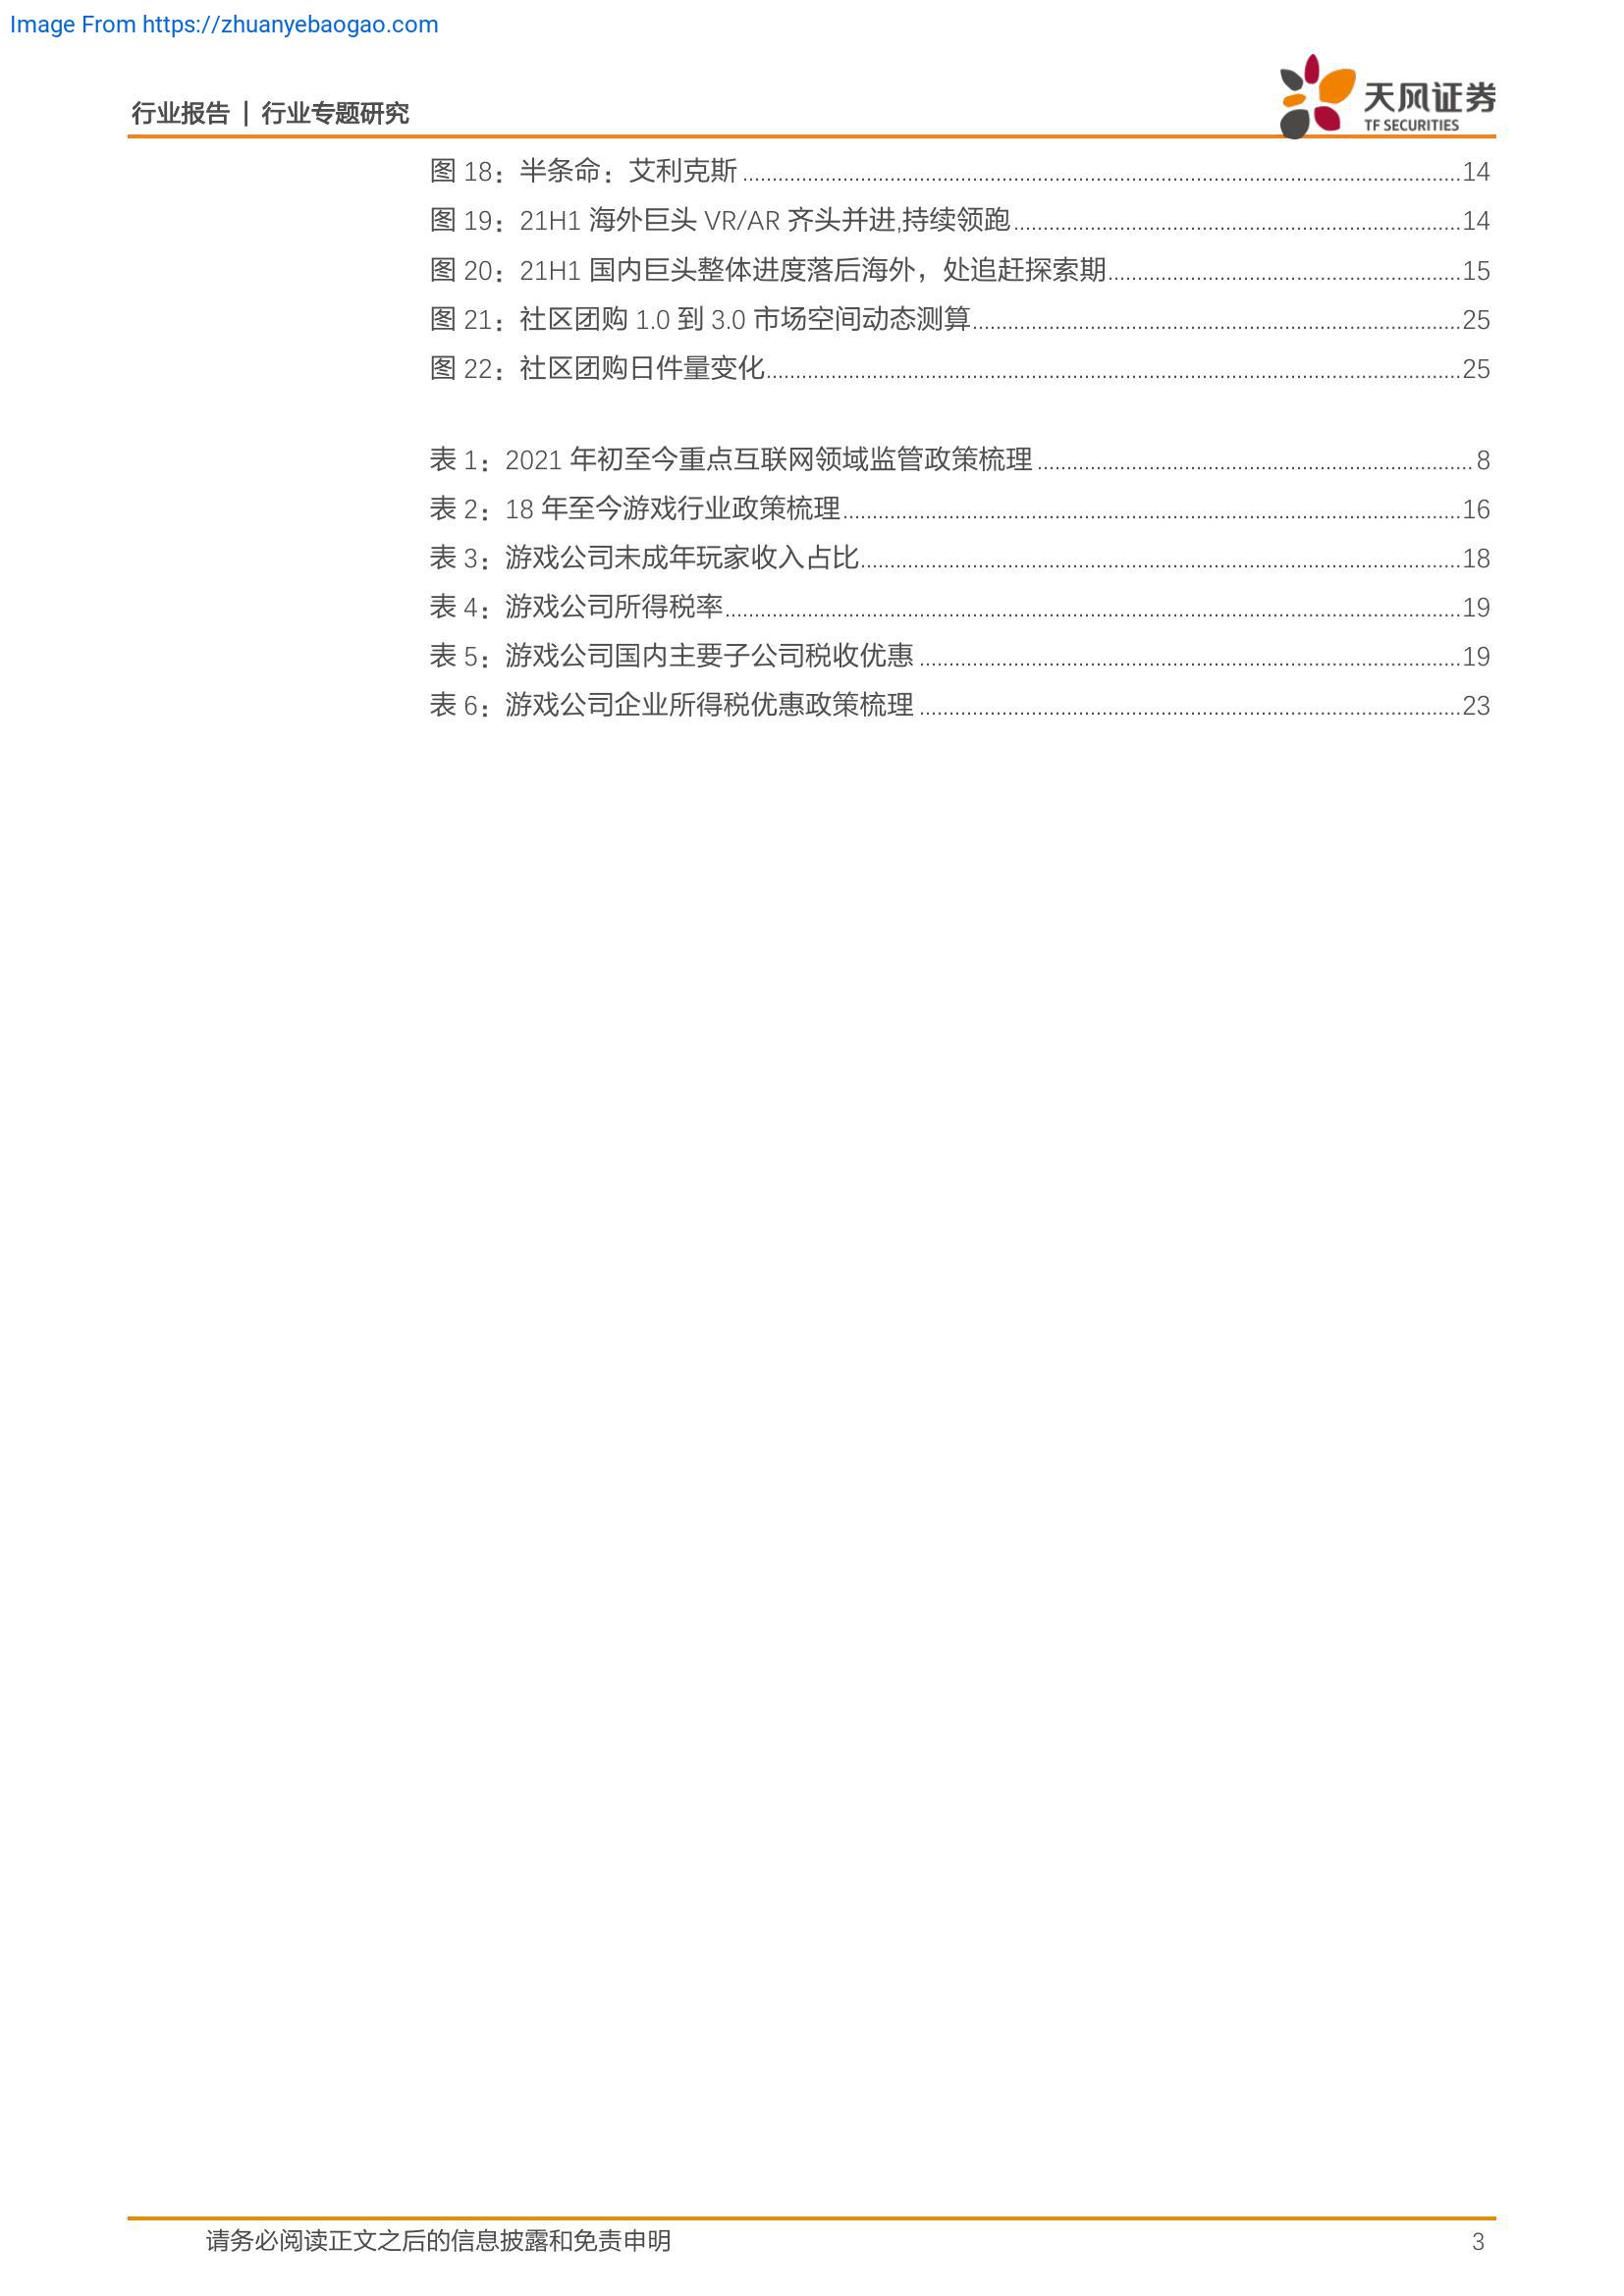 Image From https://zhuanyebaogao.com
行业报告 | 行业专题研究
天风证券
TF SECURITIES
图 18：半条命：艾利克斯 ........ 14
图 19：21H1 海外巨头 VR/AR 齐头并进,持续领跑 ........ 14
图 20：21H1 国内巨头整体进度落后海外，处追赶探索期 ........ 15
图 21：社区团购 1.0 到 3.0 市场空间动态测算 ........ 25
图 22：社区团购日件量变化 ........ 25
表 1：2021 年初至今重点互联网领域监管政策梳理 ........ 8
表 2：18 年至今游戏行业政策梳理 ........ 16
表 3：游戏公司未成年玩家收入占比 ........ 18
表 4：游戏公司所得税率 ........ 19
表 5：游戏公司国内主要子公司税收优惠 ........ 19
表 6：游戏公司企业所得税优惠政策梳理 ........ 23
请务必阅读正文之后的信息披露和免责申明
3